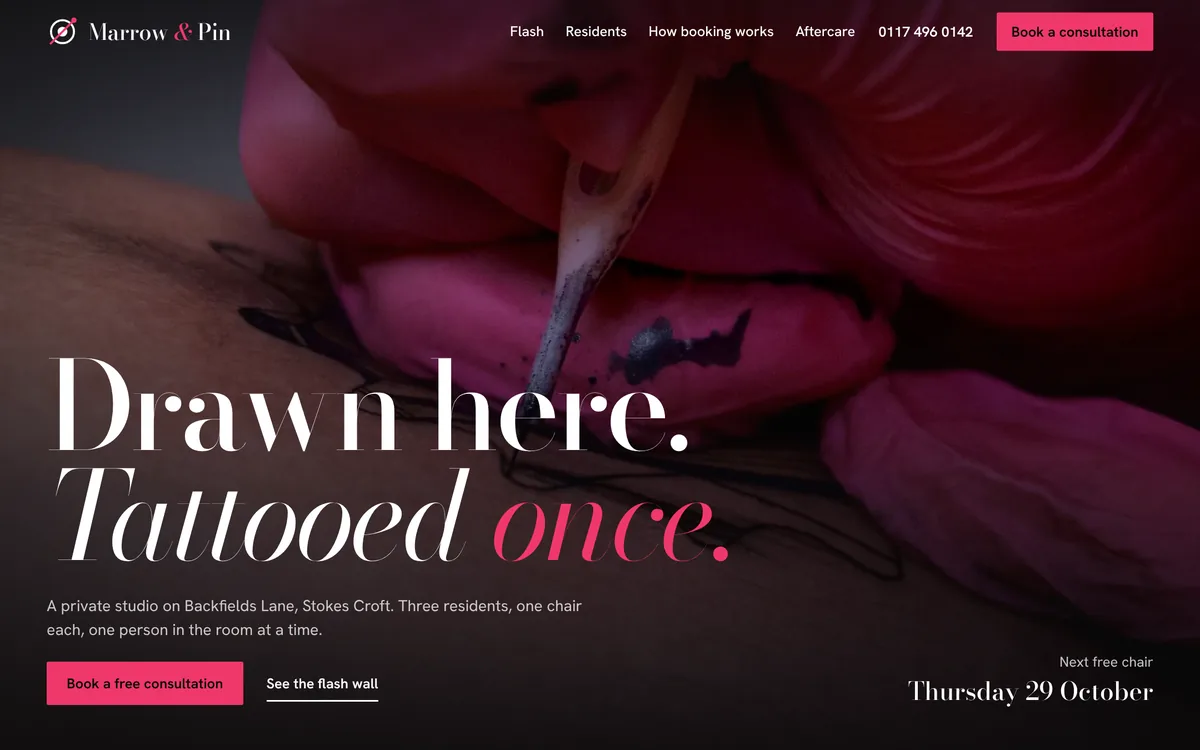 Marrow & Pin
Flash
Residents
How booking works
Aftercare
0117 496 0142
Book a consultation
Drawn here.
Tattooed once.
A private studio on Backfields Lane, Stokes Croft. Three residents, one chair
each, one person in the room at a time.
Book a free consultation
See the flash wall
Next free chair
Thursday 29 October